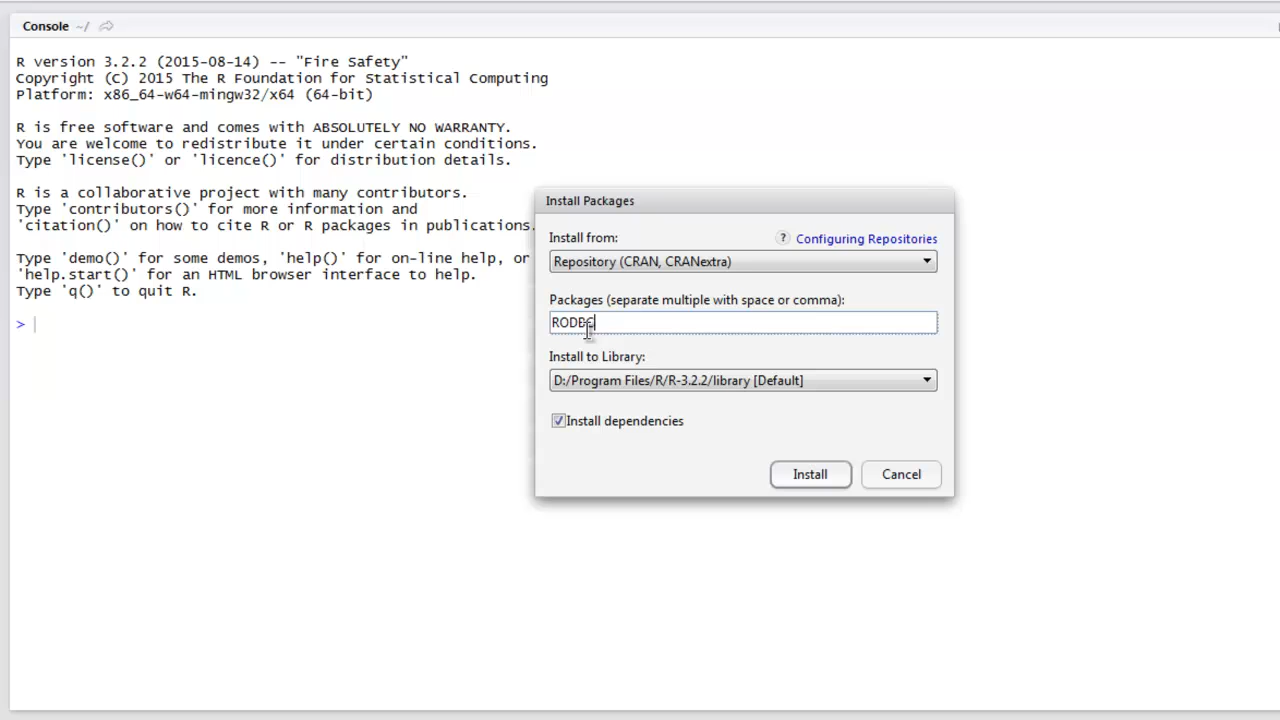 Console ~/
R version 3.2.2 (2015-08-14) -- "Fire Safety"
Copyright (C) 2015 The R Foundation for Statistical Computing
Platform: x86_64-w64-mingw32/x64 (64-bit)
R is free software and comes with ABSOLUTELY NO WARRANTY.
You are welcome to redistribute it under certain conditions.
Type 'license()' or 'licence()' for distribution details.
R is a collaborative project with many contributors.
Type 'contributors()' for more information and
'citation()' on how to cite R or R packages in publications.
Type 'demo()' for some demos, 'help()' for on-line help, or
'help.start()' for an HTML browser interface to help.
Type 'q()' to quit R.
>
Install Packages
Install from:
? Configuring Repositories
Repository (CRAN, CRANextra)
Packages (separate multiple with space or comma):
RODBC
Install to Library:
D:/Program Files/R/R-3.2.2/library [Default]
Install dependencies
Install
Cancel